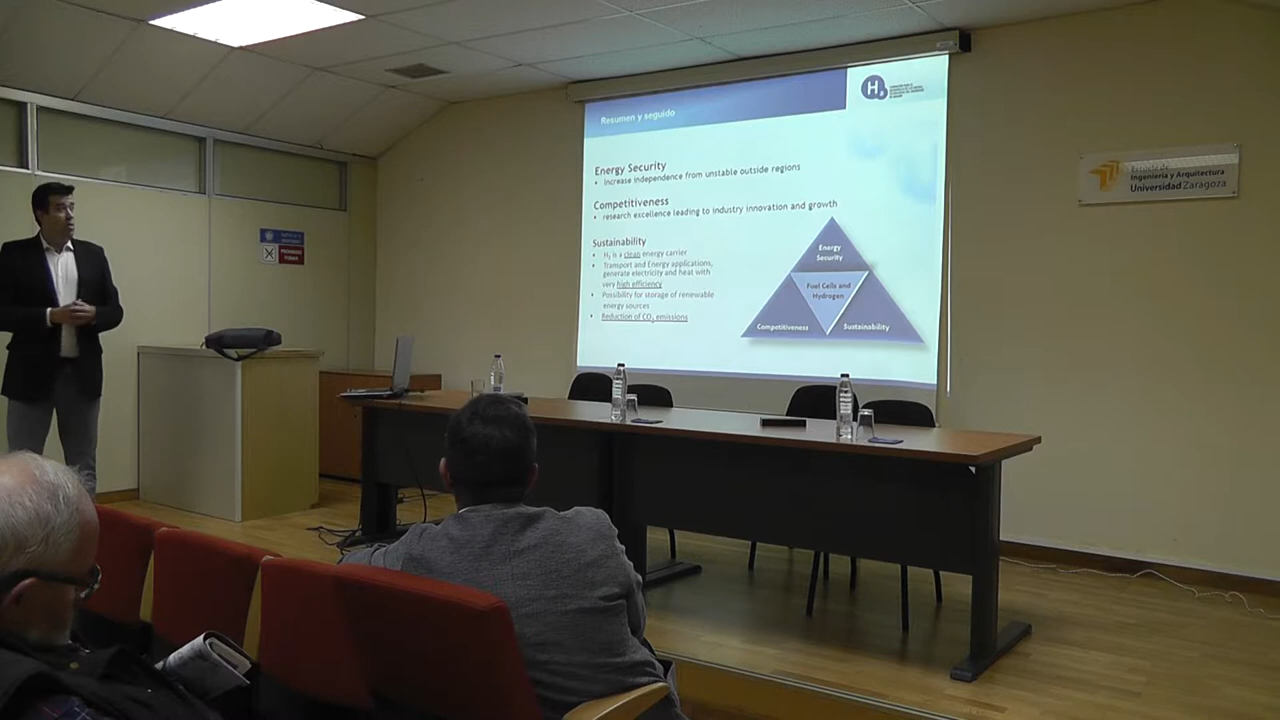 Resumen y seguido
H2
Energy Security
• Increase independence from unstable outside regions
Competitiveness
• research excellence leading to industry innovation and growth
Sustainability
• H2 is a clean energy carrier
• Transport and Energy applications,
generate electricity and heat with
very high efficiency
• Possibility for storage of renewable
energy sources
• Reduction of CO2 emissions
Energy
Security
Fuel Cells and
Hydrogen
Competitiveness
Sustainability
Escuela de
Ingeniería y Arquitectura
Universidad Zaragoza